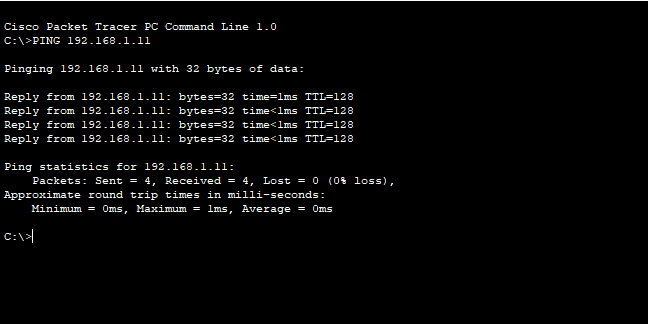 Cisco Packet Tracer PC Command Line 1.0
C:\>PING 192.168.1.11
Pinging 192.168.1.11 with 32 bytes of data:
Reply from 192.168.1.11: bytes=32 time=1ms TTL=128
Reply from 192.168.1.11: bytes=32 time<1ms TTL=128
Reply from 192.168.1.11: bytes=32 time<1ms TTL=128
Reply from 192.168.1.11: bytes=32 time<1ms TTL=128
Ping statistics for 192.168.1.11:
Packets: Sent = 4, Received = 4, Lost = 0 (0% loss),
Approximate round trip times in milli-seconds:
Minimum = 0ms, Maximum = 1ms, Average = 0ms
C:\>